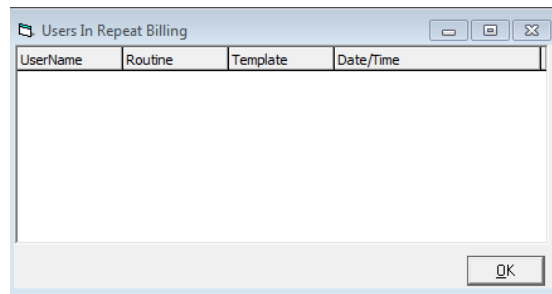 Users In Repeat Billing
UserName Routine Template Date/Time
OK